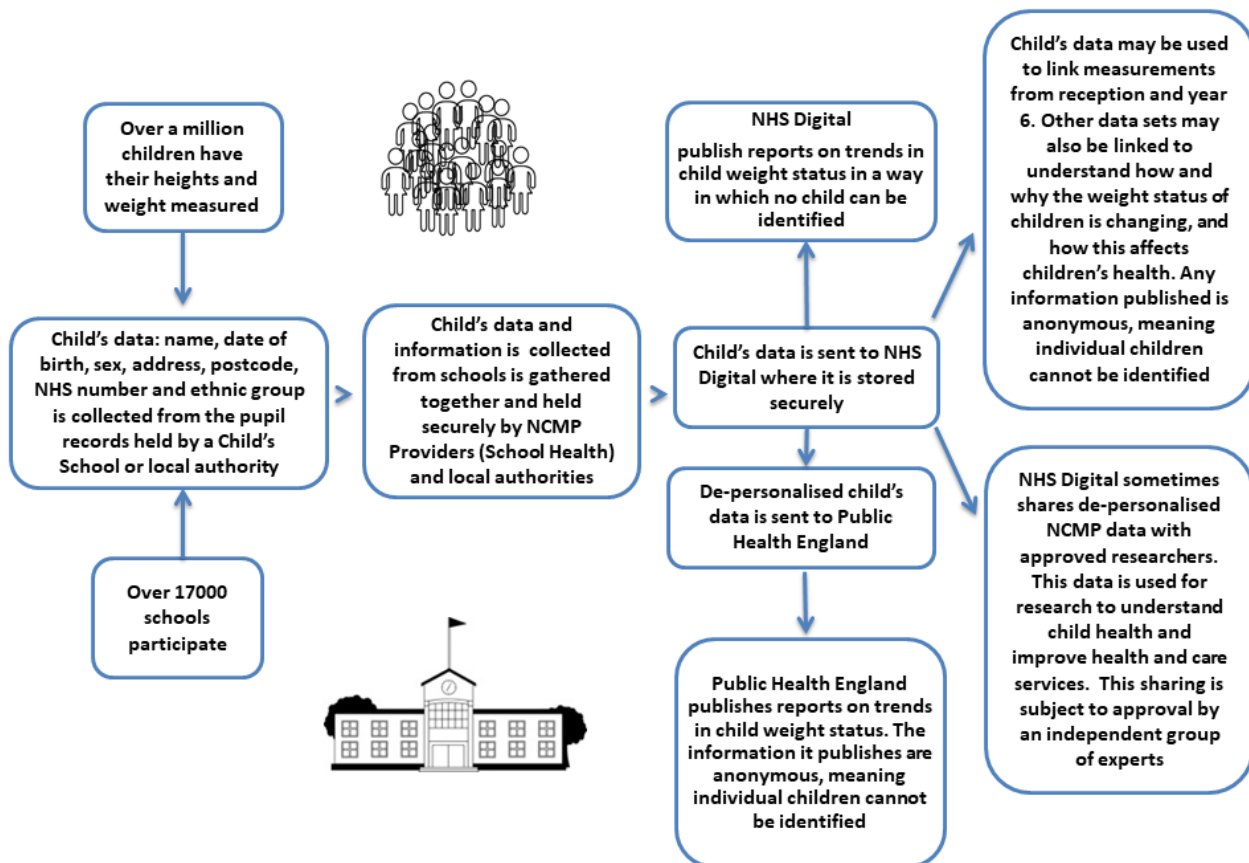 Over a million
children have
their heights and
weight measured
Child’s data: name, date of
birth, sex, address, postcode,
NHS number and ethnic group
is collected from the pupil
records held by a Child’s
School or local authority
Over 17000
schools
participate
Child’s data and
information is collected
from schools is gathered
together and held
securely by NCMP
Providers (School Health)
and local authorities
NHS Digital
publish reports on trends in
child weight status in a way
in which no child can be
identified
Child’s data is sent to NHS
Digital where it is stored
securely
De-personalised child’s
data is sent to Public
Health England
Public Health England
publishes reports on trends
in child weight status. The
information it publishes are
anonymous, meaning
individual children cannot
be identified
Child’s data may be used
to link measurements
from reception and year
6. Other data sets may
also be linked to
understand how and
why the weight status of
children is changing, and
how this affects
children’s health. Any
information published is
anonymous, meaning
individual children
cannot be identified
NHS Digital sometimes
shares de-personalised
NCMP data with
approved researchers.
This data is used for
research to understand
child health and
improve health and care
services. This sharing is
subject to approval by
an independent group
of experts